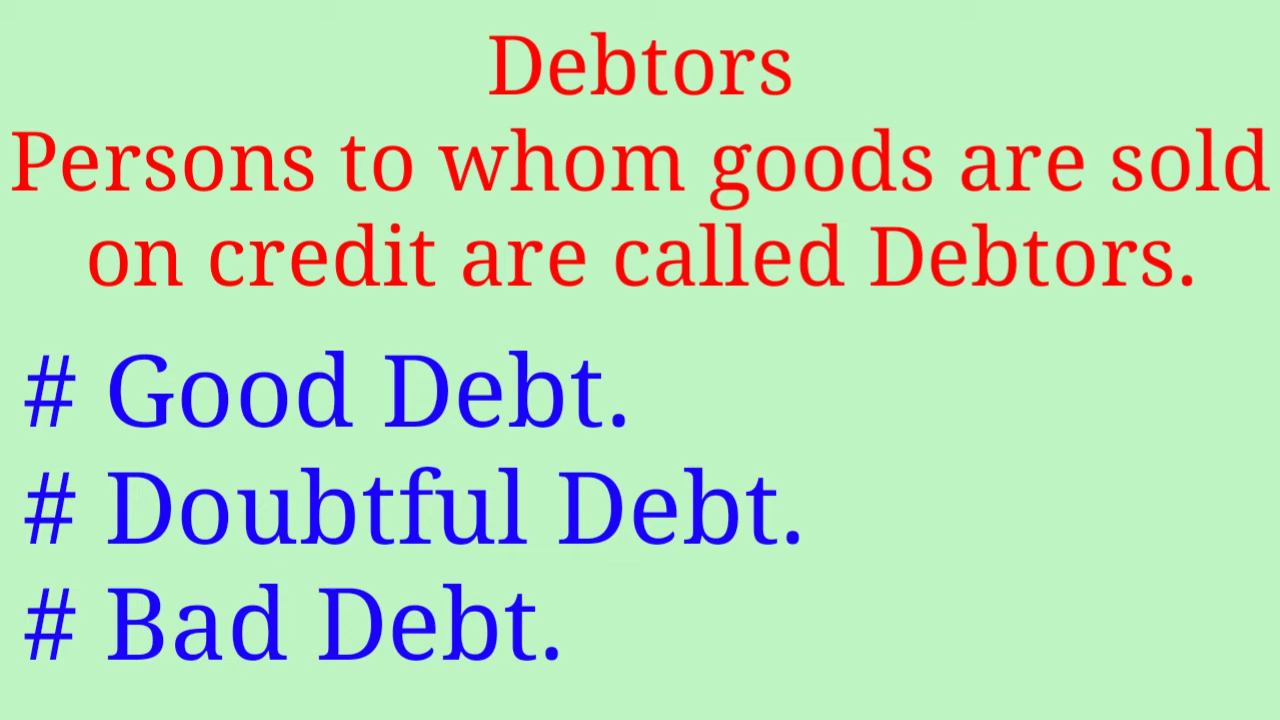 Debtors
Persons to whom goods are sold
on credit are called Debtors.
# Good Debt.
# Doubtful Debt.
# Bad Debt.